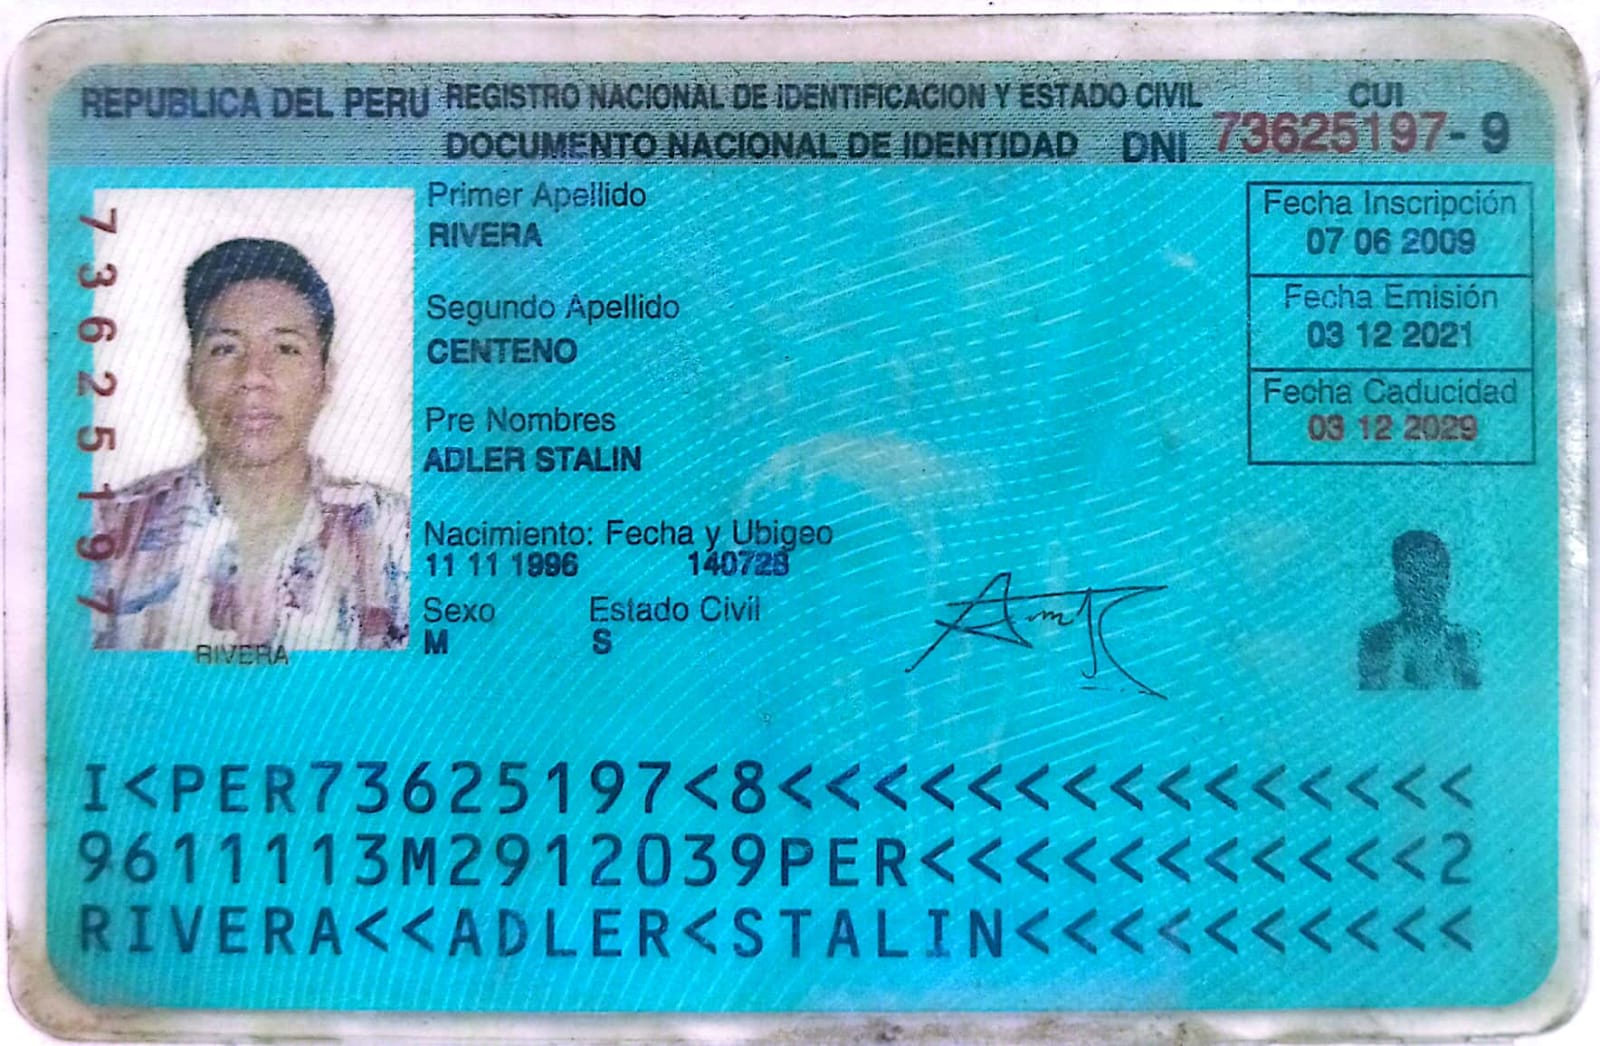 REPUBLICA DEL PERU REGISTRO NACIONAL DE IDENTIFICACION Y ESTADO CIVIL
DOCUMENTO NACIONAL DE IDENTIDAD DNI
CUI
73625197- 9
73625197
RIVERA
Primer Apellido
RIVERA
Segundo Apellido
CENTENO
Pre Nombres
ADLER STALIN
Nacimiento: Fecha y Ubigeo
11 11 1996 140728
Sexo Estado Civil
M S
Fecha Inscripción
07 06 2009
Fecha Emisión
03 12 2021
Fecha Caducidad
03 12 2029
I<PER73625197<8<<<<<<<<<<<<<<<
9611113M2912039PER<<<<<<<<<<<2
RIVERA<<ADLER<STALIN<<<<<<<<<<